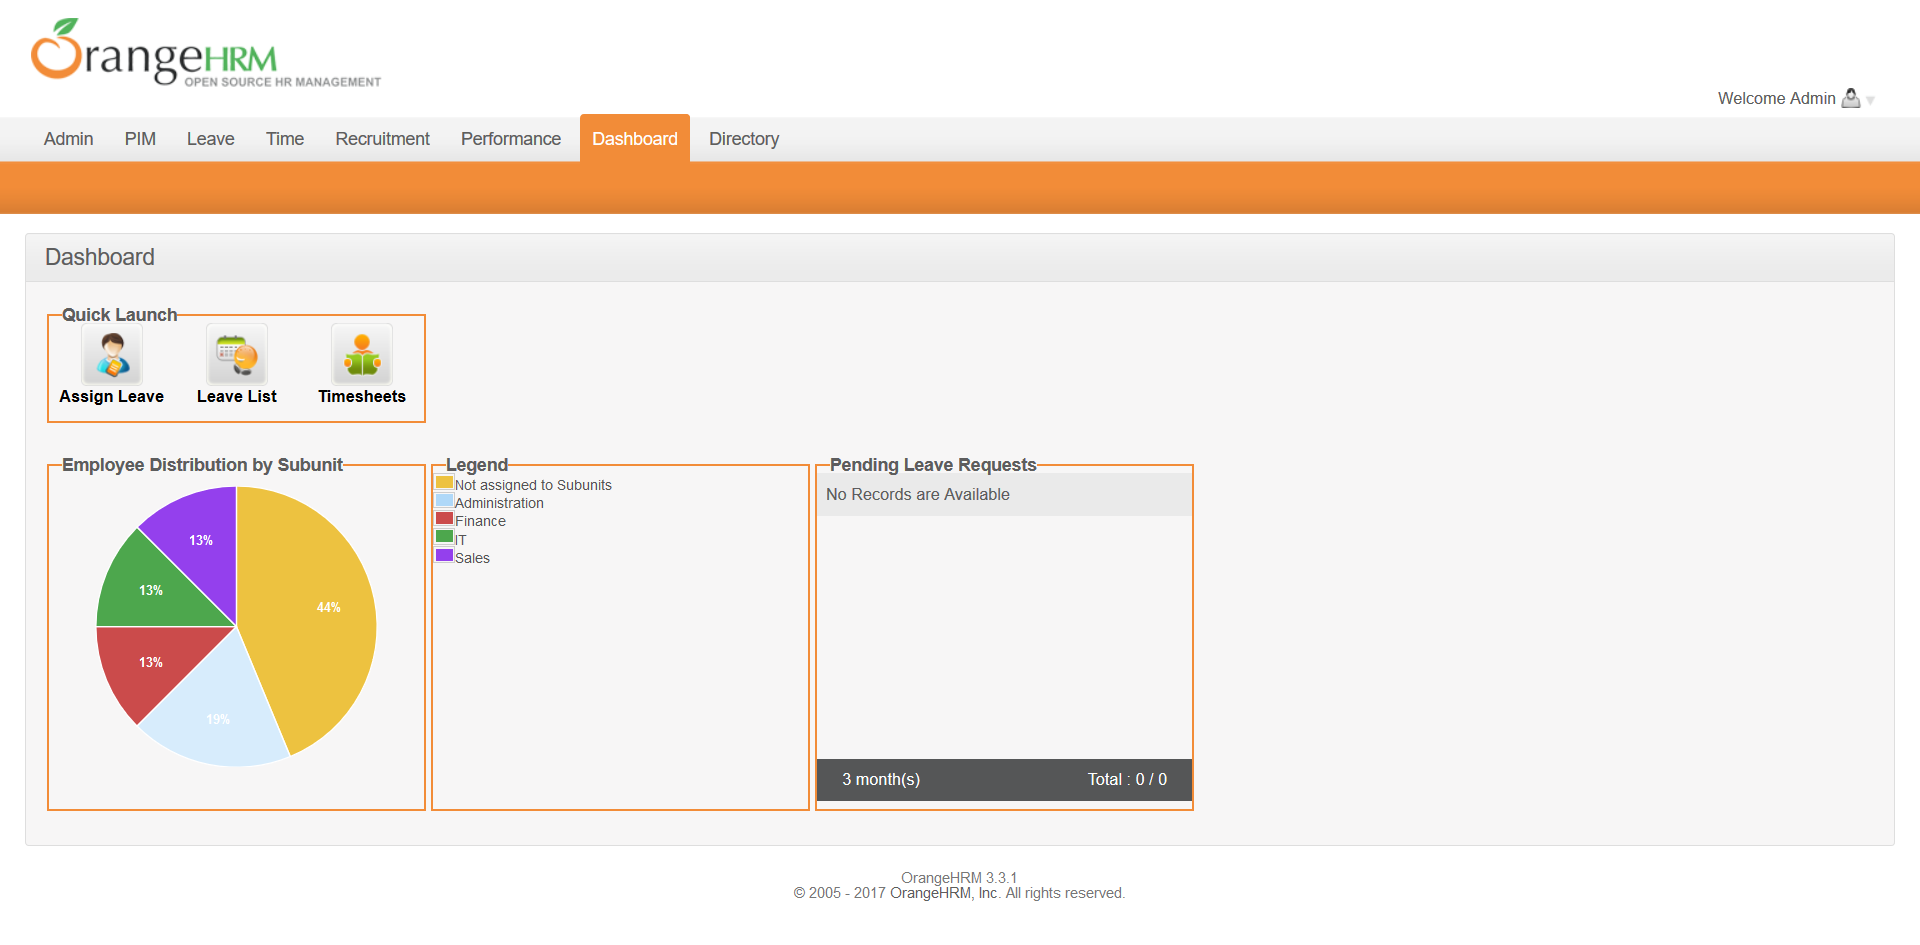 OrangeHRM
OPEN SOURCE HR MANAGEMENT
Welcome Admin
Admin PIM Leave Time Recruitment Performance Dashboard Directory
Dashboard
Quick Launch
Assign Leave Leave List Timesheets
Employee Distribution by Subunit
13%
13%
44%
13%
19%
Legend
Not assigned to Subunits
Administration
Finance
IT
Sales
Pending Leave Requests
No Records are Available
3 month(s) Total : 0 / 0
OrangeHRM 3.3.1
© 2005 - 2017 OrangeHRM, Inc. All rights reserved.